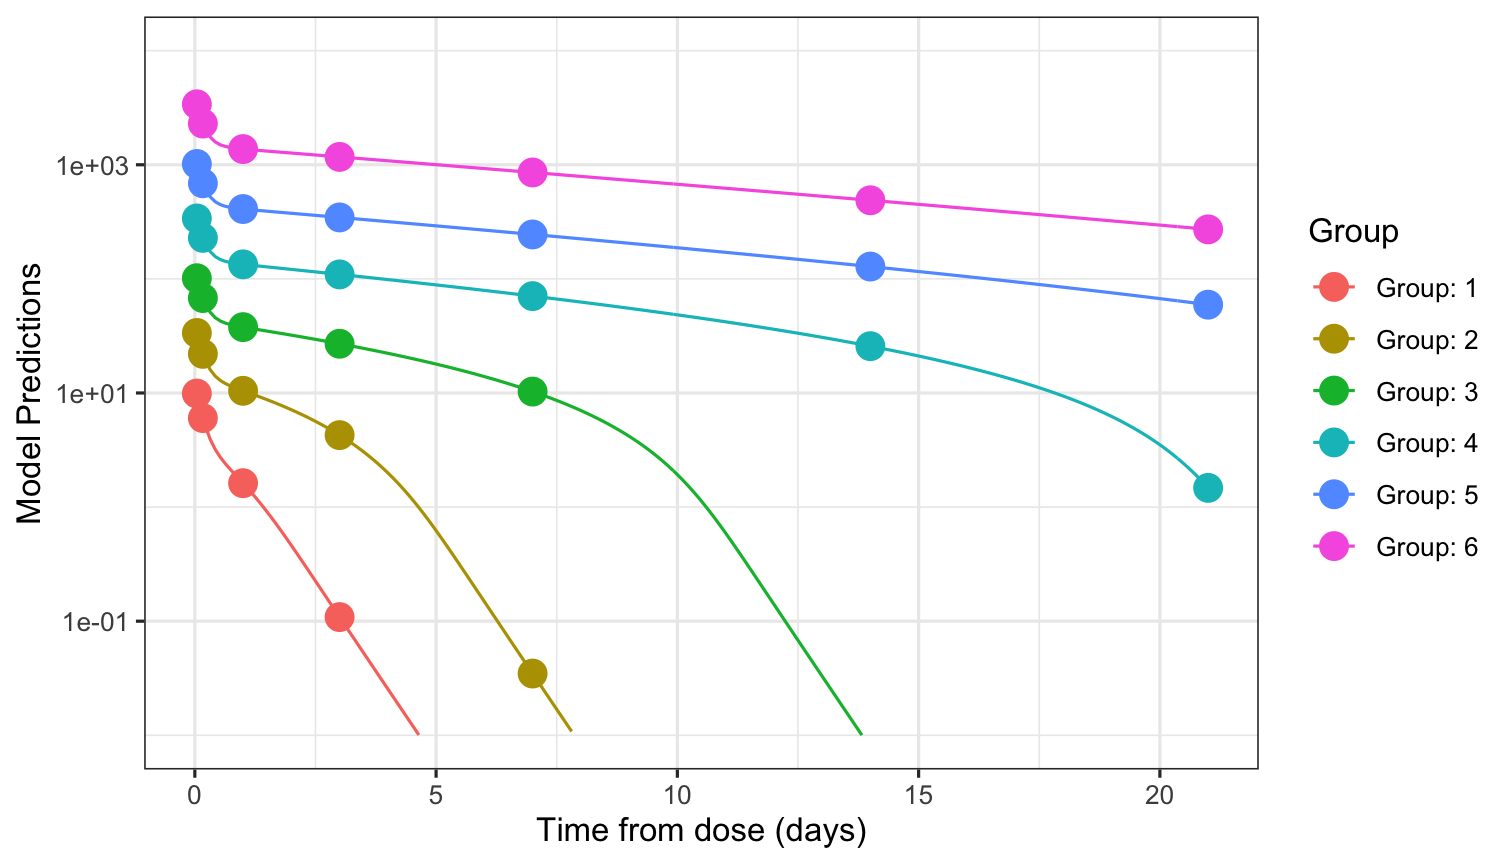 Model Predictions
1e+03
1e+01
1e-01
0 5 10 15 20
Time from dose (days)
Group
Group: 1
Group: 2
Group: 3
Group: 4
Group: 5
Group: 6